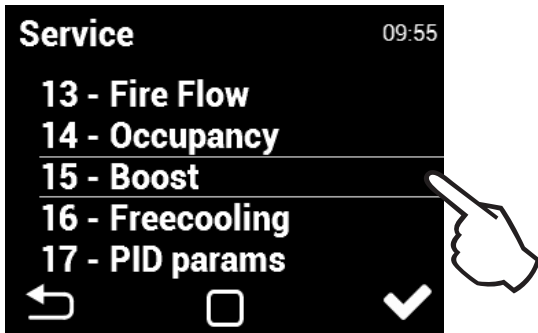 Service 09:55
13 - Fire Flow
14 - Occupancy
15 - Boost
16 - Freecooling
17 - PID params